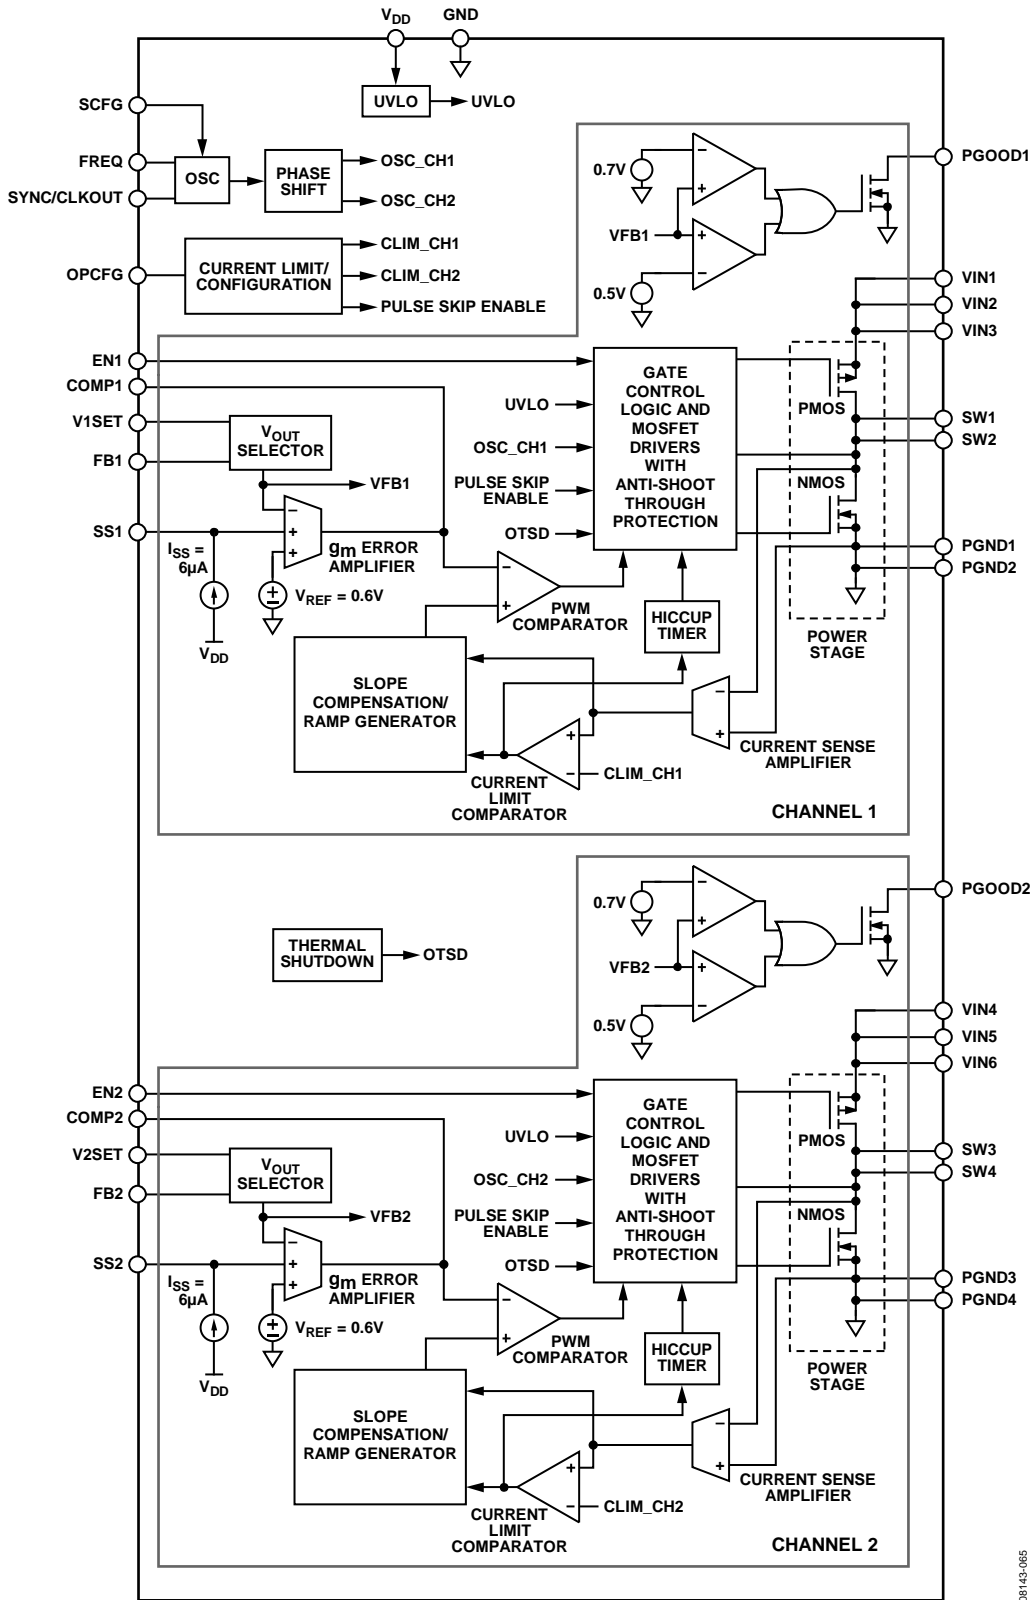 VDD GND
SCFG
UVLO UVLO
FREQ
OSC
PHASE
SHIFT
OSC_CH1
OSC_CH2
SYNC/CLKOUT
OPCFG
CURRENT LIMIT/
CONFIGURATION
CLIM_CH1
CLIM_CH2
PULSE SKIP ENABLE
0.7V
−
+
VFB1
+
−
0.5V
PGOOD1
VIN1
VIN2
VIN3
EN1
COMP1
V1SET
FB1
SS1
VOUT
SELECTOR
VFB1
−
+
+
gm ERROR
AMPLIFIER
ISS =
6µA
VDD
VREF = 0.6V
UVLO
OSC_CH1
PULSE SKIP
ENABLE
OTSD
GATE
CONTROL
LOGIC AND
MOSFET
DRIVERS
WITH
ANTI-SHOOT
THROUGH
PROTECTION
PMOS
NMOS
SW1
SW2
PGND1
PGND2
POWER
STAGE
−
+
PWM
COMPARATOR
HICCUP
TIMER
SLOPE
COMPENSATION/
RAMP GENERATOR
+
−
CLIM_CH1
CURRENT
LIMIT
COMPARATOR
−
+
CURRENT SENSE
AMPLIFIER
CHANNEL 1
THERMAL
SHUTDOWN
OTSD
0.7V
−
+
VFB2
+
−
0.5V
PGOOD2
VIN4
VIN5
VIN6
EN2
COMP2
V2SET
FB2
SS2
VOUT
SELECTOR
VFB2
−
+
+
gm ERROR
AMPLIFIER
ISS =
6µA
VDD
VREF = 0.6V
UVLO
OSC_CH2
PULSE SKIP
ENABLE
OTSD
GATE
CONTROL
LOGIC AND
MOSFET
DRIVERS
WITH
ANTI-SHOOT
THROUGH
PROTECTION
PMOS
NMOS
SW3
SW4
PGND3
PGND4
POWER
STAGE
−
+
PWM
COMPARATOR
HICCUP
TIMER
SLOPE
COMPENSATION/
RAMP GENERATOR
+
−
CLIM_CH2
CURRENT
LIMIT
COMPARATOR
−
+
CURRENT SENSE
AMPLIFIER
CHANNEL 2
08143-065